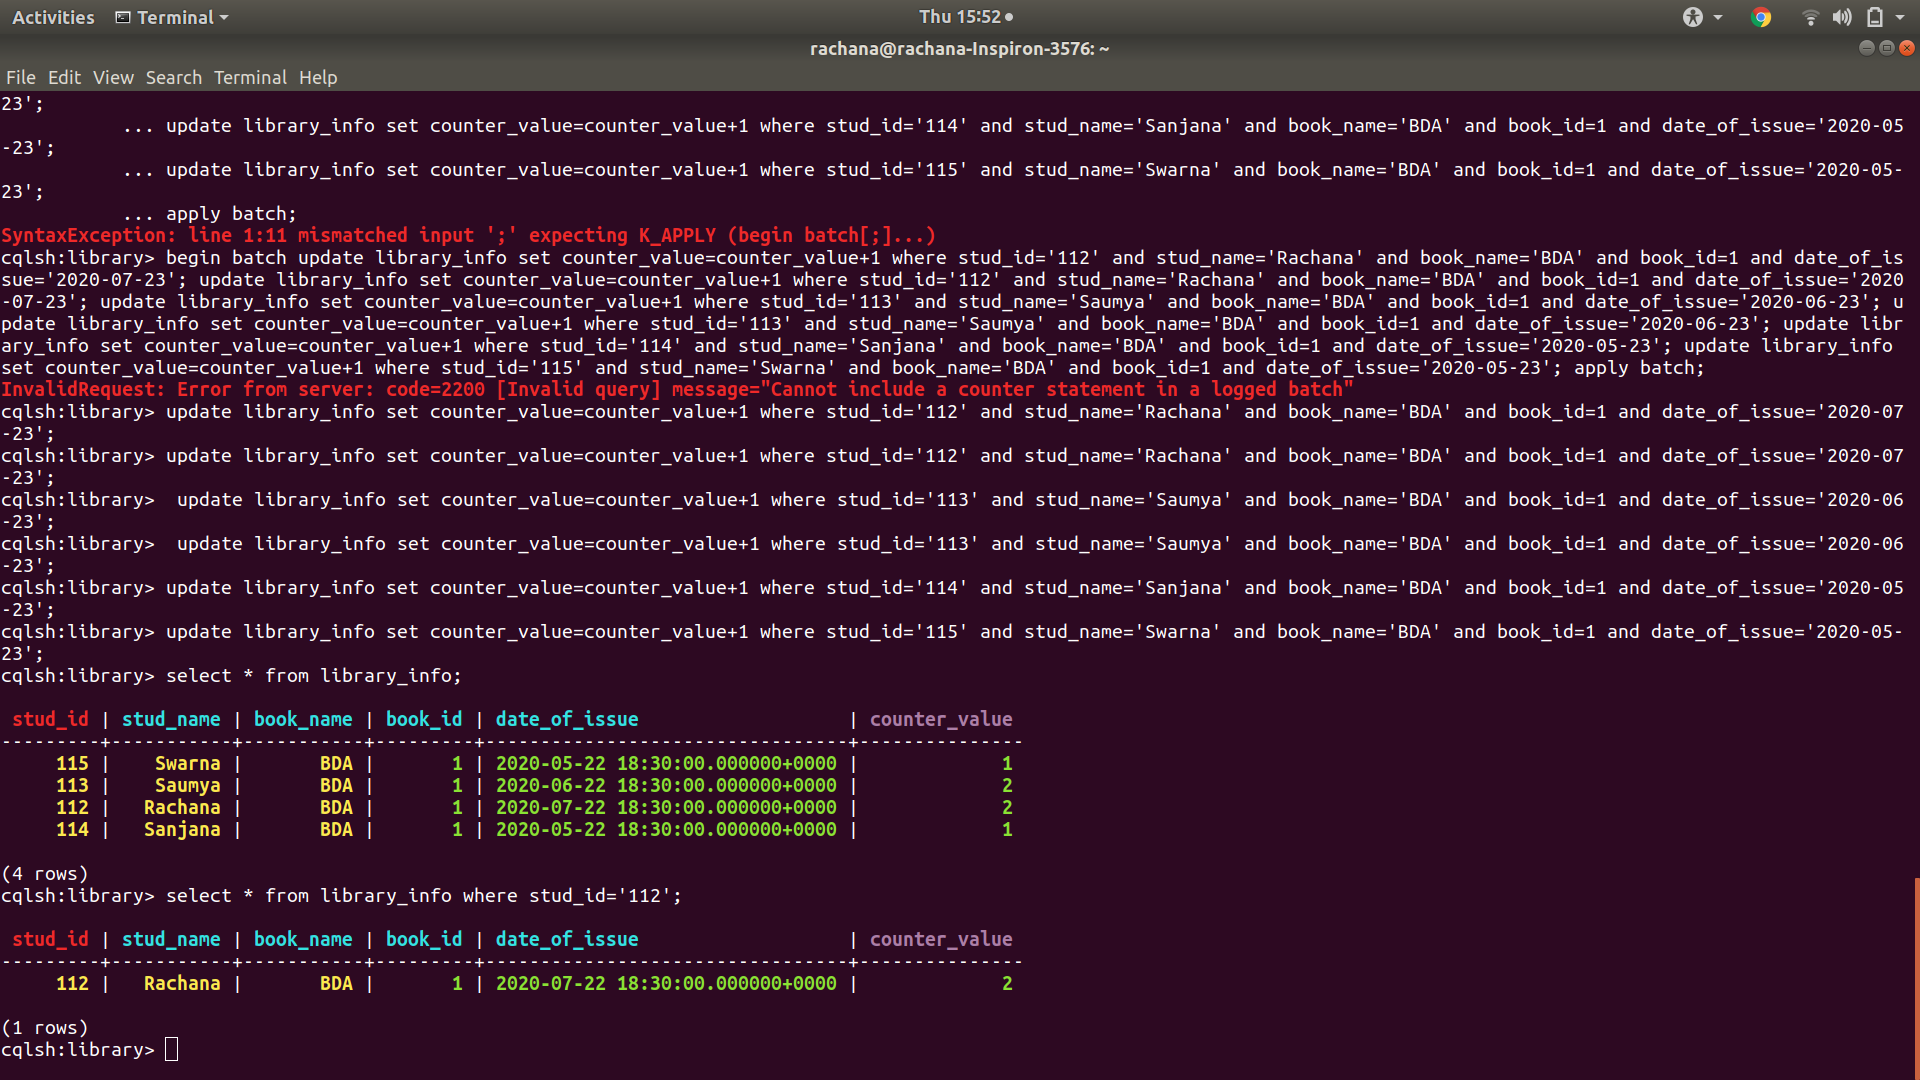 Activities Terminal Thu 15:52
rachana@rachana-Inspiron-3576: ~
File Edit View Search Terminal Help
23';
... update library_info set counter_value=counter_value+1 where stud_id='114' and stud_name='Sanjana' and book_name='BDA' and book_id=1 and date_of_issue='2020-05
-23';
... update library_info set counter_value=counter_value+1 where stud_id='115' and stud_name='Swarna' and book_name='BDA' and book_id=1 and date_of_issue='2020-05-
23';
... apply batch;
SyntaxException: line 1:11 mismatched input ';' expecting K_APPLY (begin batch[;]...)
cqlsh:library> begin batch update library_info set counter_value=counter_value+1 where stud_id='112' and stud_name='Rachana' and book_name='BDA' and book_id=1 and date_of_is
sue='2020-07-23'; update library_info set counter_value=counter_value+1 where stud_id='112' and stud_name='Rachana' and book_name='BDA' and book_id=1 and date_of_issue='2020
-07-23'; update library_info set counter_value=counter_value+1 where stud_id='113' and stud_name='Saumya' and book_name='BDA' and book_id=1 and date_of_issue='2020-06-23'; u
pdate library_info set counter_value=counter_value+1 where stud_id='113' and stud_name='Saumya' and book_name='BDA' and book_id=1 and date_of_issue='2020-06-23'; update libr
ary_info set counter_value=counter_value+1 where stud_id='114' and stud_name='Sanjana' and book_name='BDA' and book_id=1 and date_of_issue='2020-05-23'; update library_info
set counter_value=counter_value+1 where stud_id='115' and stud_name='Swarna' and book_name='BDA' and book_id=1 and date_of_issue='2020-05-23'; apply batch;
InvalidRequest: Error from server: code=2200 [Invalid query] message="Cannot include a counter statement in a logged batch"
cqlsh:library> update library_info set counter_value=counter_value+1 where stud_id='112' and stud_name='Rachana' and book_name='BDA' and book_id=1 and date_of_issue='2020-07
-23';
cqlsh:library> update library_info set counter_value=counter_value+1 where stud_id='112' and stud_name='Rachana' and book_name='BDA' and book_id=1 and date_of_issue='2020-07
-23';
cqlsh:library>  update library_info set counter_value=counter_value+1 where stud_id='113' and stud_name='Saumya' and book_name='BDA' and book_id=1 and date_of_issue='2020-06
-23';
cqlsh:library>  update library_info set counter_value=counter_value+1 where stud_id='113' and stud_name='Saumya' and book_name='BDA' and book_id=1 and date_of_issue='2020-06
-23';
cqlsh:library> update library_info set counter_value=counter_value+1 where stud_id='114' and stud_name='Sanjana' and book_name='BDA' and book_id=1 and date_of_issue='2020-05
-23';
cqlsh:library> update library_info set counter_value=counter_value+1 where stud_id='115' and stud_name='Swarna' and book_name='BDA' and book_id=1 and date_of_issue='2020-05-
23';
cqlsh:library> select * from library_info;
stud_id | stud_name | book_name | book_id | date_of_issue | counter_value
---------+-----------+-----------+---------+---------------------------------+---------------
115 | Swarna | BDA | 1 | 2020-05-22 18:30:00.000000+0000 | 1
113 | Saumya | BDA | 1 | 2020-06-22 18:30:00.000000+0000 | 2
112 | Rachana | BDA | 1 | 2020-07-22 18:30:00.000000+0000 | 2
114 | Sanjana | BDA | 1 | 2020-05-22 18:30:00.000000+0000 | 1
(4 rows)
cqlsh:library> select * from library_info where stud_id='112';
stud_id | stud_name | book_name | book_id | date_of_issue | counter_value
---------+-----------+-----------+---------+---------------------------------+---------------
112 | Rachana | BDA | 1 | 2020-07-22 18:30:00.000000+0000 | 2
(1 rows)
cqlsh:library>